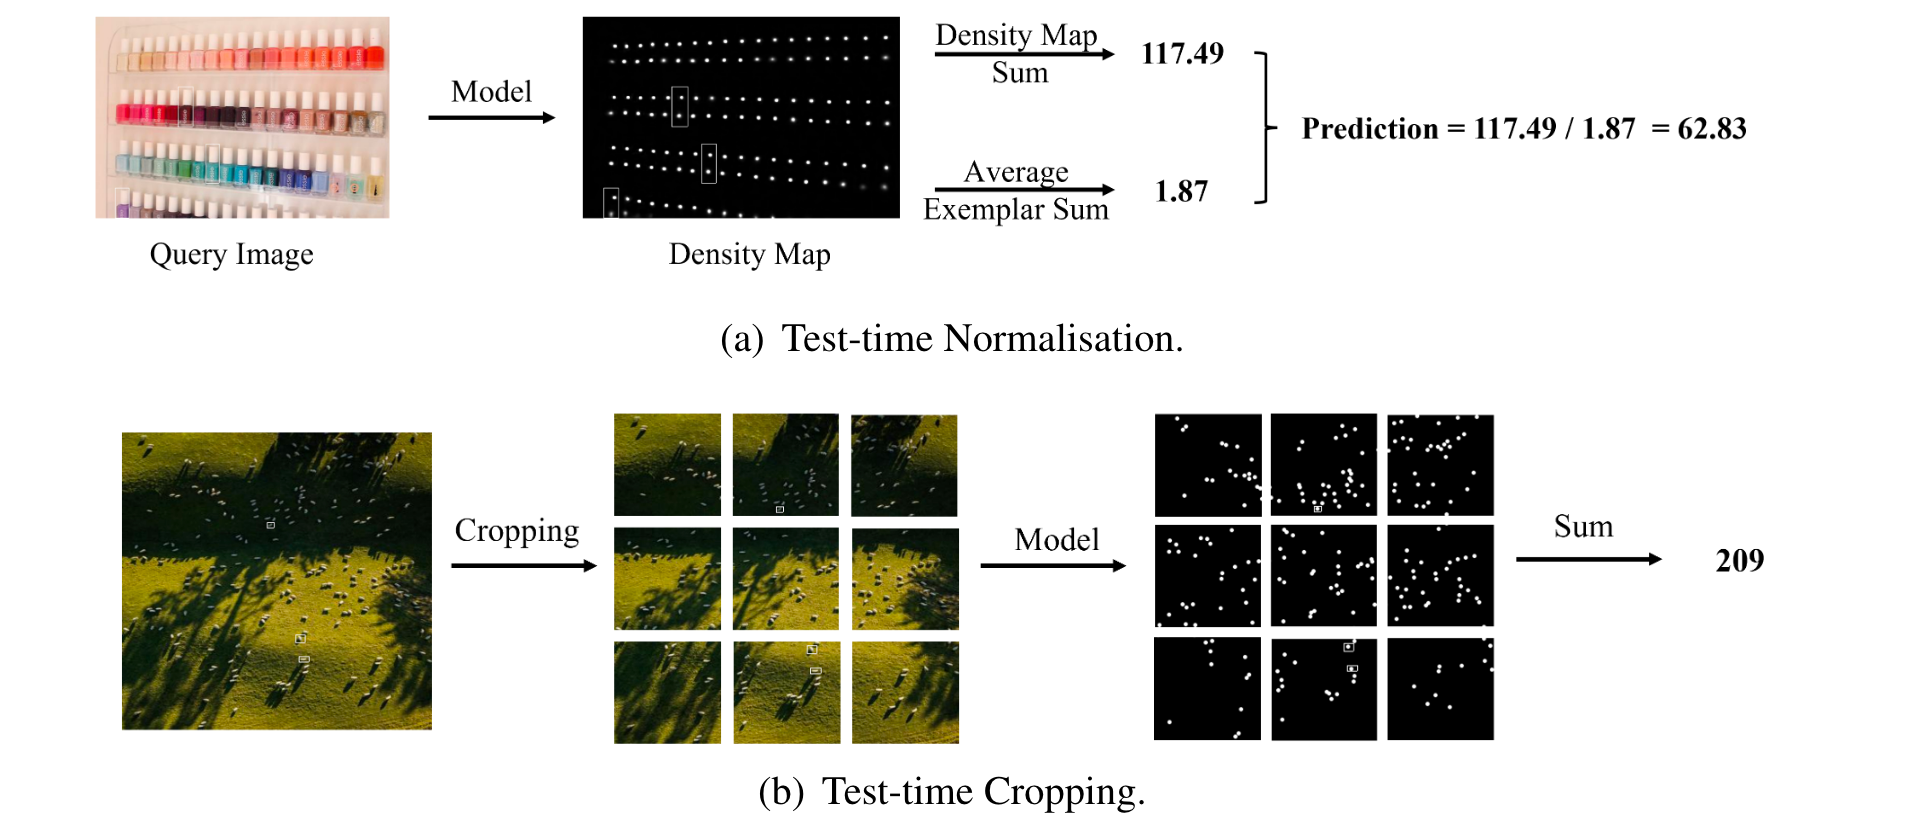 Model
Density Map
Sum
117.49
Average
Exemplar Sum
1.87
Prediction = 117.49 / 1.87 = 62.83
Query Image
Density Map
(a) Test-time Normalisation.
Cropping
Model
Sum
209
(b) Test-time Cropping.